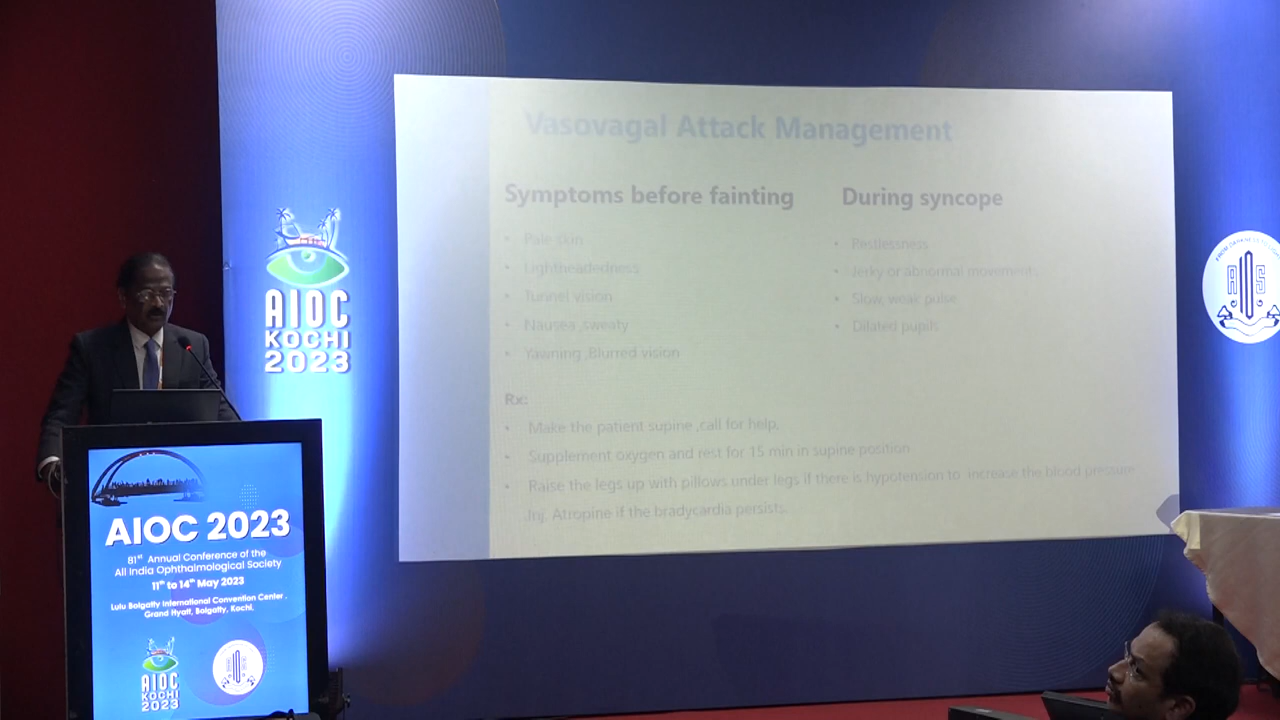 Vasovagal Attack Management
Symptoms before fainting
• Pale skin
• Lightheadedness
• Tunnel vision
• Nausea ,sweaty
• Yawning ,Blurred vision
During syncope
• Restlessness
• Jerky or abnormal movements
• Slow, weak pulse
• Dilated pupils
Rx:
• Make the patient supine ,call for help.
• Supplement oxygen and rest for 15 min in supine position
• Raise the legs up with pillows under legs if there is hypotension to increase the blood pressure
.Inj. Atropine if the bradycardia persists.
AIOC
KOCHI
2023
AIOC 2023
81st Annual Conference of the
All India Ophthalmological Society
11th to 14th May 2023
Lulu Bolgatty International Convention Center .
Grand Hyatt, Bolgatty, Kochi.
AIOC
KOCHI
2023